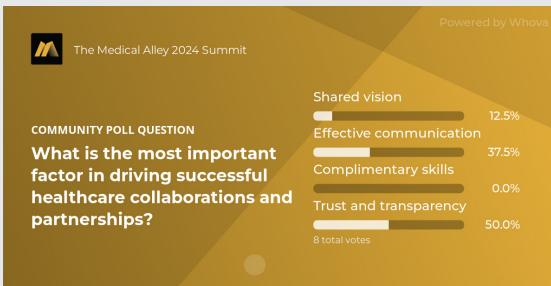 Powered by Whova
The Medical Alley 2024 Summit
COMMUNITY POLL QUESTION
What is the most important
factor in driving successful
healthcare collaborations and
partnerships?
Shared vision
12.5%
Effective communication
37.5%
Complimentary skills
0.0%
Trust and transparency
50.0%
8 total votes